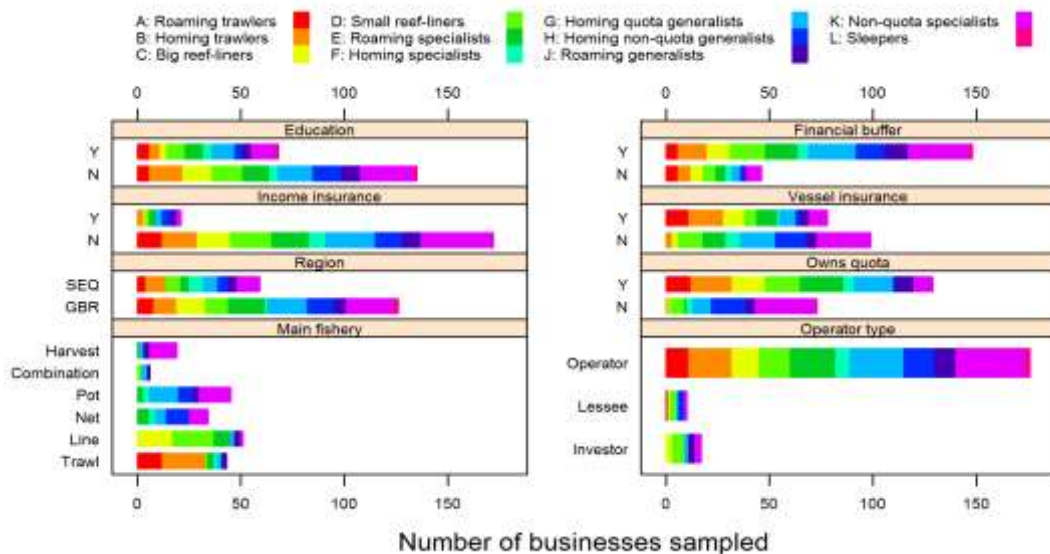 A: Roaming trawlers D: Small reef-liners G: Homing quota generalists K: Non-quota specialists
B: Homing trawlers E: Roaming specialists H: Homing non-quota generalists L: Sleepers
C: Big reef-liners F: Homing specialists J: Roaming generalists
0 50 100 150 0 50 100 150
Education Financial buffer
Y Y
N N
Income insurance Vessel insurance
Y Y
N N
Region Owns quota
SEQ Y
GBR N
Main fishery Operator type
Harvest
Operator
Combination
Pot
Lessee
Net
Line
Investor
Trawl
0 50 100 150 0 50 100 150
Number of businesses sampled